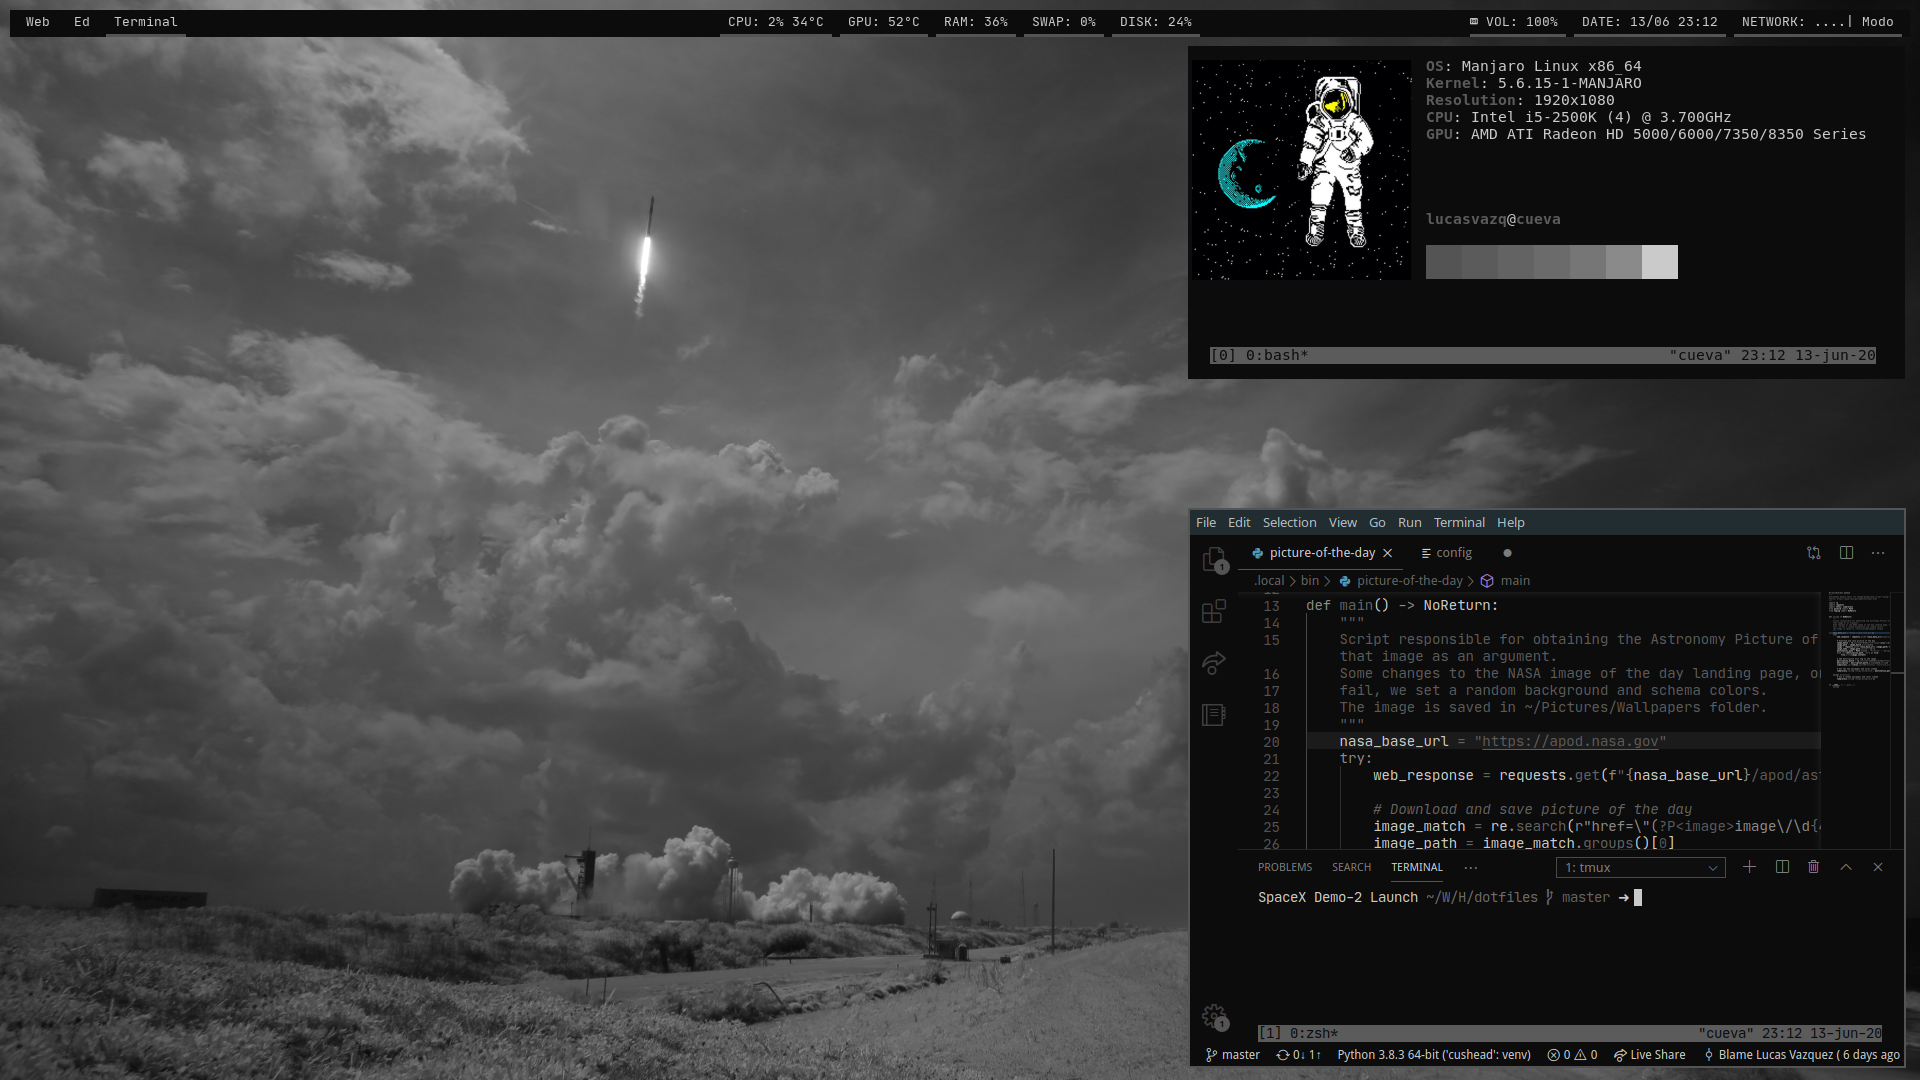 Web Ed Terminal CPU: 2% 34°C GPU: 52°C RAM: 36% SWAP: 0% DISK: 24% VOL: 100% DATE: 13/06 23:12 NETWORK: ....| Modo
OS: Manjaro Linux x86_64
Kernel: 5.6.15-1-MANJARO
Resolution: 1920x1080
CPU: Intel i5-2500K (4) @ 3.700GHz
GPU: AMD ATI Radeon HD 5000/6000/7350/8350 Series
lucasvazq@cueva
[0] 0:bash* "cueva" 23:12 13-jun-20
File Edit Selection View Go Run Terminal Help
picture-of-the-day config
.local > bin > picture-of-the-day > main
13 def main() -> NoReturn:
14 """
15 Script responsible for obtaining the Astronomy Picture of
that image as an argument.
16 Some changes to the NASA image of the day landing page, o
17 fail, we set a random background and schema colors.
18 The image is saved in ~/Pictures/Wallpapers folder.
19 """
20 nasa_base_url = "https://apod.nasa.gov"
21 try:
22 web_response = requests.get(f"{nasa_base_url}/apod/as
23
24 # Download and save picture of the day
25 image_match = re.search(r"href=\"(?P<image>image\/\d{
26 image_path = image_match.groups()[0]
PROBLEMS SEARCH TERMINAL ··· 1: tmux
SpaceX Demo-2 Launch ~/W/H/dotfiles master ➜
[1] 0:zsh* "cueva" 23:12 13-jun-20
master 0↓ 1↑ Python 3.8.3 64-bit ('cushead': venv) 0 0 Live Share Blame Lucas Vazquez ( 6 days ago